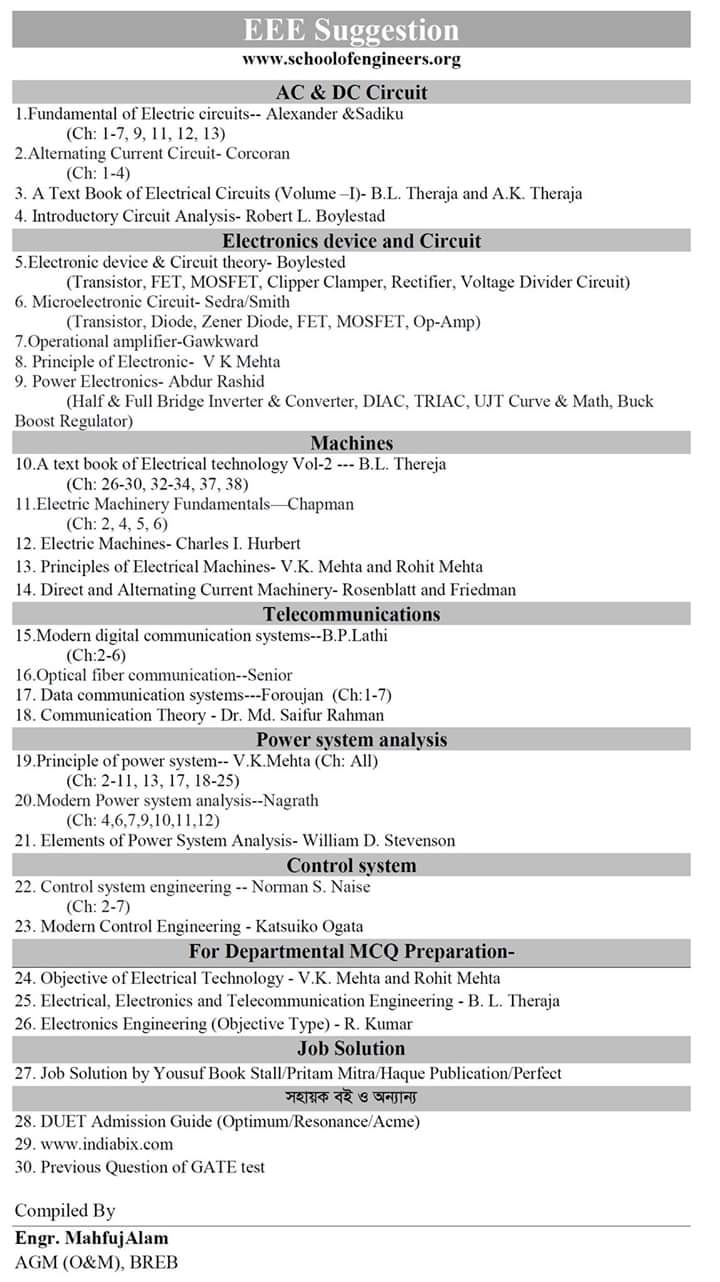 EEE Suggestion
www.schoolofengineers.org
AC & DC Circuit
1.Fundamental of Electric circuits-- Alexander &Sadiku
(Ch: 1-7, 9, 11, 12, 13)
2.Alternating Current Circuit- Corcoran
(Ch: 1-4)
3. A Text Book of Electrical Circuits (Volume –I)- B.L. Theraja and A.K. Theraja
4. Introductory Circuit Analysis- Robert L. Boylestad
Electronics device and Circuit
5.Electronic device & Circuit theory- Boylested
(Transistor, FET, MOSFET, Clipper Clamper, Rectifier, Voltage Divider Circuit)
6. Microelectronic Circuit- Sedra/Smith
(Transistor, Diode, Zener Diode, FET, MOSFET, Op-Amp)
7.Operational amplifier-Gawkward
8. Principle of Electronic- V K Mehta
9. Power Electronics- Abdur Rashid
(Half & Full Bridge Inverter & Converter, DIAC, TRIAC, UJT Curve & Math, Buck
Boost Regulator)
Machines
10.A text book of Electrical technology Vol-2 --- B.L. Thereja
(Ch: 26-30, 32-34, 37, 38)
11.Electric Machinery Fundamentals—Chapman
(Ch: 2, 4, 5, 6)
12. Electric Machines- Charles I. Hurbert
13. Principles of Electrical Machines- V.K. Mehta and Rohit Mehta
14. Direct and Alternating Current Machinery- Rosenblatt and Friedman
Telecommunications
15.Modern digital communication systems--B.P.Lathi
(Ch:2-6)
16.Optical fiber communication--Senior
17. Data communication systems---Foroujan (Ch:1-7)
18. Communication Theory - Dr. Md. Saifur Rahman
Power system analysis
19.Principle of power system-- V.K.Mehta (Ch: All)
(Ch: 2-11, 13, 17, 18-25)
20.Modern Power system analysis--Nagrath
(Ch: 4,6,7,9,10,11,12)
21. Elements of Power System Analysis- William D. Stevenson
Control system
22. Control system engineering -- Norman S. Naise
(Ch: 2-7)
23. Modern Control Engineering - Katsuiko Ogata
For Departmental MCQ Preparation-
24. Objective of Electrical Technology - V.K. Mehta and Rohit Mehta
25. Electrical, Electronics and Telecommunication Engineering - B. L. Theraja
26. Electronics Engineering (Objective Type) - R. Kumar
Job Solution
27. Job Solution by Yousuf Book Stall/Pritam Mitra/Haque Publication/Perfect
সহায়ক বই ও অন্যান্য
28. DUET Admission Guide (Optimum/Resonance/Acme)
29. www.indiabix.com
30. Previous Question of GATE test
Compiled By
Engr. MahfujAlam
AGM (O&M), BREB